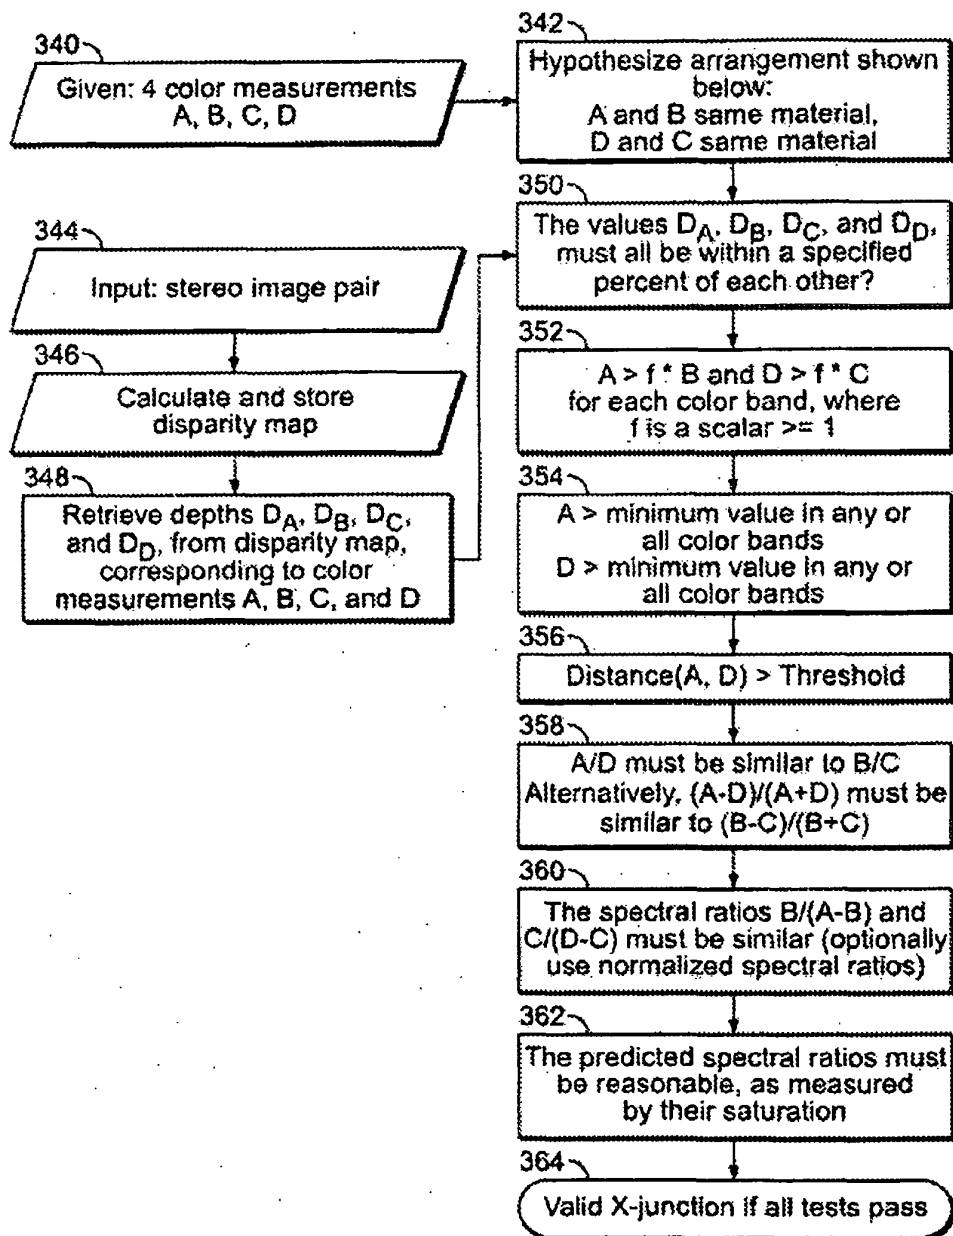 340
Given: 4 color measurements
A, B, C, D
342
Hypothesize arrangement shown
below:
A and B same material,
D and C same material
344
Input: stereo image pair
346
Calculate and store
disparity map
348
Retrieve depths DA, DB, DC,
and DD, from disparity map,
corresponding to color
measurements A, B, C, and D
350
The values DA, DB, DC, and DD,
must all be within a specified
percent of each other?
352
A > f * B and D > f * C
for each color band, where
f is a scalar >= 1
354
A > minimum value in any or
all color bands
D > minimum value in any or
all color bands
356
Distance(A, D) > Threshold
358
A/D must be similar to B/C
Alternatively, (A-D)/(A+D) must be
similar to (B-C)/(B+C)
360
The spectral ratios B/(A-B) and
C/(D-C) must be similar (optionally
use normalized spectral ratios)
362
The predicted spectral ratios must
be reasonable, as measured
by their saturation
364
Valid X-junction if all tests pass